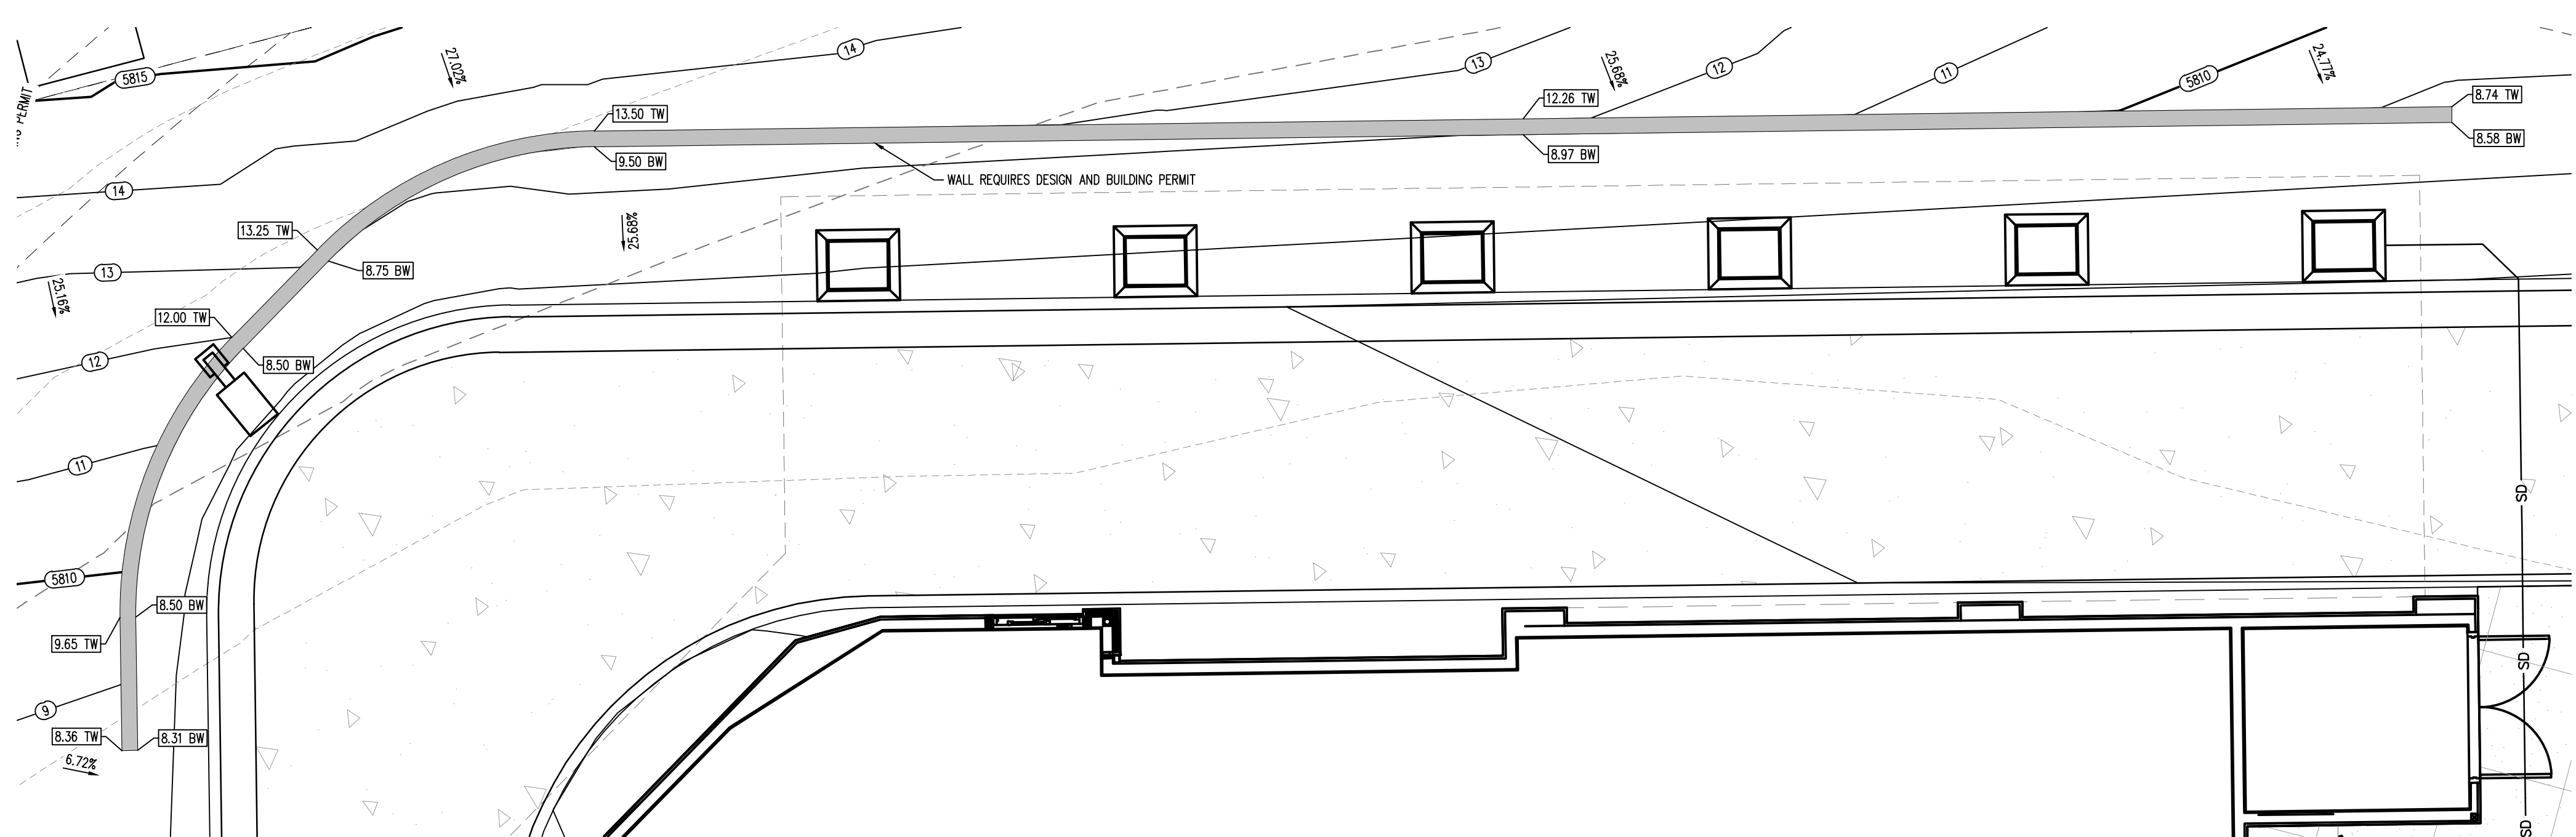 14
27.02%
25.68%
24.77%
13
12
11
5810
5815
PERMIT
13.50 TW
12.26 TW
8.74 TW
9.50 BW
8.97 BW
8.58 BW
WALL REQUIRES DESIGN AND BUILDING PERMIT
14
13.25 TW
25.68%
8.75 BW
13
25.16%
12.00 TW
8.50 BW
12
11
SD
5810
8.50 BW
9.65 TW
SD
9
8.36 TW
8.31 BW
6.72%
SD